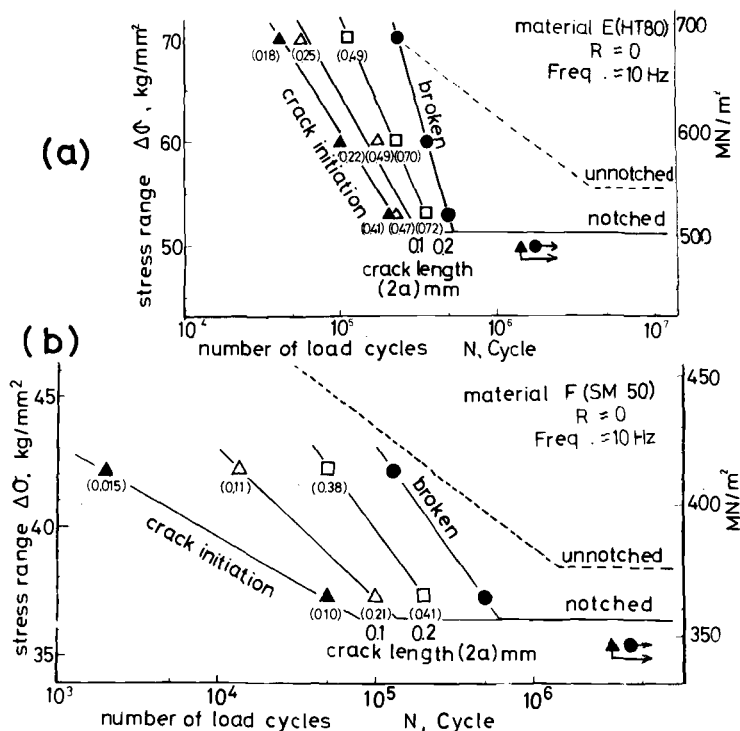 (a)
stress range Δσ, kg/mm²
70
60
50
material E(HT80)
R = 0
Freq. = 10 Hz
700
600
500
MN/m²
(018) (025) (0.49)
(0.22) (049) (070)
(041) (047) (072)
crack initiation
broken
unnotched
notched
0.1 0.2
crack length
(2a) mm
10⁴ 10⁵ 10⁶ 10⁷
number of load cycles N, Cycle
(b)
stress range Δσ, kg/mm²
45
40
35
material F (SM 50)
R = 0
Freq. = 10 Hz
450
400
350
MN/m²
(0.015) (0.11) (0.38)
(010) (0.21) (041)
crack initiation
broken
unnotched
notched
0.1 0.2
crack length (2a) mm
10³ 10⁴ 10⁵ 10⁶
number of load cycles N, Cycle